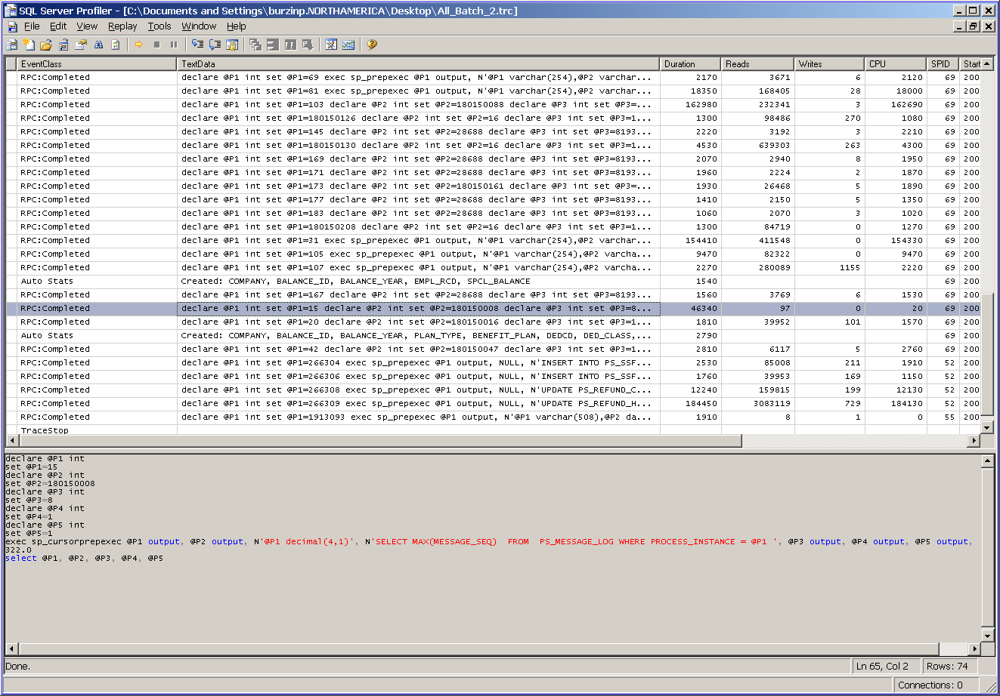 SQL Server Profiler - [C:\Documents and Settings\burzinp.NORTHAMERICA\Desktop\All_Batch_2.trc]
File Edit View Replay Tools Window Help
EventClass TextData Duration Reads Writes CPU SPID Start
RPC:Completed declare @P1 int set @P1=69 exec sp_prepexec @P1 output, N'@P1 varchar(254),@P2 varchar... 2170 3671 6 2120 69 200
RPC:Completed declare @P1 int set @P1=81 exec sp_prepexec @P1 output, N'@P1 varchar(254),@P2 varchar... 18350 168405 28 18000 69 200
RPC:Completed declare @P1 int set @P1=103 declare @P2 int set @P2=180150088 declare @P3 int set @P3=... 162980 232341 3 162690 69 200
RPC:Completed declare @P1 int set @P1=180150126 declare @P2 int set @P2=16 declare @P3 int set @P3=1... 1300 98486 270 1080 69 200
RPC:Completed declare @P1 int set @P1=145 declare @P2 int set @P2=28688 declare @P3 int set @P3=8193... 2220 3192 3 2210 69 200
RPC:Completed declare @P1 int set @P1=180150130 declare @P2 int set @P2=16 declare @P3 int set @P3=1... 4530 639303 263 4300 69 200
RPC:Completed declare @P1 int set @P1=169 declare @P2 int set @P2=28688 declare @P3 int set @P3=8193... 2070 2940 8 1950 69 200
RPC:Completed declare @P1 int set @P1=171 declare @P2 int set @P2=28688 declare @P3 int set @P3=8193... 1960 2224 2 1870 69 200
RPC:Completed declare @P1 int set @P1=173 declare @P2 int set @P2=180150161 declare @P3 int set @P3=... 1930 26468 5 1890 69 200
RPC:Completed declare @P1 int set @P1=177 declare @P2 int set @P2=28688 declare @P3 int set @P3=8193... 1410 2150 5 1350 69 200
RPC:Completed declare @P1 int set @P1=183 declare @P2 int set @P2=28688 declare @P3 int set @P3=8193... 1060 2070 3 1020 69 200
RPC:Completed declare @P1 int set @P1=180150208 declare @P2 int set @P2=16 declare @P3 int set @P3=1... 1300 84719 0 1270 69 200
RPC:Completed declare @P1 int set @P1=31 exec sp_prepexec @P1 output, N'@P1 varchar(254),@P2 varchar... 154410 411548 0 154330 69 200
RPC:Completed declare @P1 int set @P1=105 exec sp_prepexec @P1 output, N'@P1 varchar(254),@P2 varcha... 9470 82322 0 9470 69 200
RPC:Completed declare @P1 int set @P1=107 exec sp_prepexec @P1 output, N'@P1 varchar(254),@P2 varcha... 2270 280089 1155 2220 69 200
Auto Stats Created: COMPANY, BALANCE_ID, BALANCE_YEAR, EMPL_RCD, SPCL_BALANCE 1540 69 200
RPC:Completed declare @P1 int set @P1=167 declare @P2 int set @P2=28688 declare @P3 int set @P3=8193... 1560 3769 6 1530 69 200
RPC:Completed declare @P1 int set @P1=15 declare @P2 int set @P2=180150008 declare @P3 int set @P3=8... 46340 97 0 20 69 200
RPC:Completed declare @P1 int set @P1=20 declare @P2 int set @P2=180150016 declare @P3 int set @P3=1... 1810 39952 101 1570 69 200
Auto Stats Created: COMPANY, BALANCE_ID, BALANCE_YEAR, PLAN_TYPE, BENEFIT_PLAN, DEDCD, DED_CLASS,... 2790 69 200
RPC:Completed declare @P1 int set @P1=42 declare @P2 int set @P2=180150047 declare @P3 int set @P3=1... 2810 6117 5 2760 69 200
RPC:Completed declare @P1 int set @P1=266304 exec sp_prepexec @P1 output, NULL, N'INSERT INTO PS_SSF... 2530 85008 211 1910 52 200
RPC:Completed declare @P1 int set @P1=266306 exec sp_prepexec @P1 output, NULL, N'INSERT INTO PS_SSF... 1760 39953 169 1150 52 200
RPC:Completed declare @P1 int set @P1=266308 exec sp_prepexec @P1 output, NULL, N'UPDATE PS_REFUND_C... 12240 159815 199 12130 52 200
RPC:Completed declare @P1 int set @P1=266309 exec sp_prepexec @P1 output, NULL, N'UPDATE PS_REFUND_H... 184450 3083119 729 184130 52 200
RPC:Completed declare @P1 int set @P1=1913093 exec sp_prepexec @P1 output, N'@P1 varchar(508),@P2 da... 1910 8 1 0 55 200
TraceStop
declare @P1 int
set @P1=15
declare @P2 int
set @P2=180150008
declare @P3 int
set @P3=8
declare @P4 int
set @P4=1
declare @P5 int
set @P5=1
exec sp_cursorprepexec @P1 output, @P2 output, N'@P1 decimal(4,1)', N'SELECT MAX(MESSAGE_SEQ)  FROM  PS_MESSAGE_LOG WHERE PROCESS_INSTANCE = @P1 ', @P3 output, @P4 output, @P5 output,
322.0
select @P1, @P2, @P3, @P4, @P5
Done. Ln 65, Col 2 Rows: 74
Connections: 0